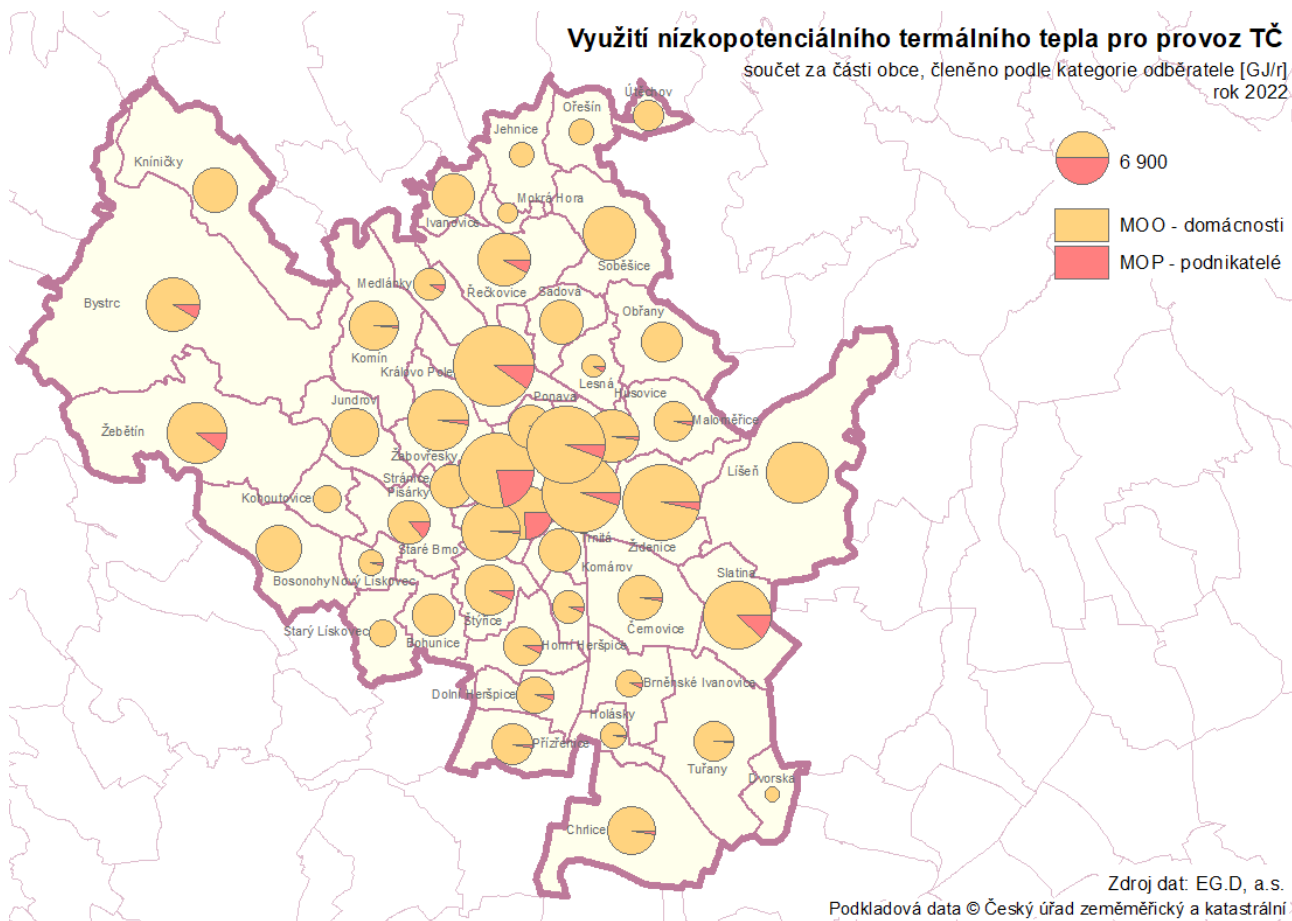 Využití nízkopotenciálního termálního tepla pro provoz TČ
součet za části obce, členěno podle kategorie odběratele [GJ/r]
rok 2022
6 900
MOO - domácnosti
MOP - podnikatelé
Útěchov
Ořešín
Jehnice
Kníničky
Mokrá Hora
Ivanovice
Soběšice
Medlánky
Řečkovice
Sadová
Bystrc
Obřany
Komín
Královo Pole
Lesná
Husovice
Ponava
Jundrov
Maloměřice
Žebětín
Žabovřesky
Líšeň
Stránice
Pisárky
Kohoutovice
Staré Brno
Trnitá
Židenice
Komárov
Slatina
Bosonohy
Nový Lískovec
Štýřice
Černovice
Starý Lískovec
Bohunice
Horní Heršpice
Brněnské Ivanovice
Dolní Heršpice
Holásky
Přízřenice
Tuřany
Dvorska
Chrlice
Zdroj dat: EG.D, a.s.
Podkladová data © Český úřad zeměměřický a katastrální